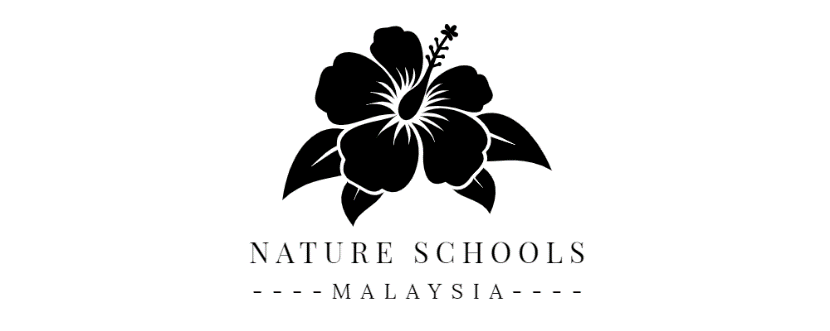 NATURE SCHOOLS
----MALAYSIA----